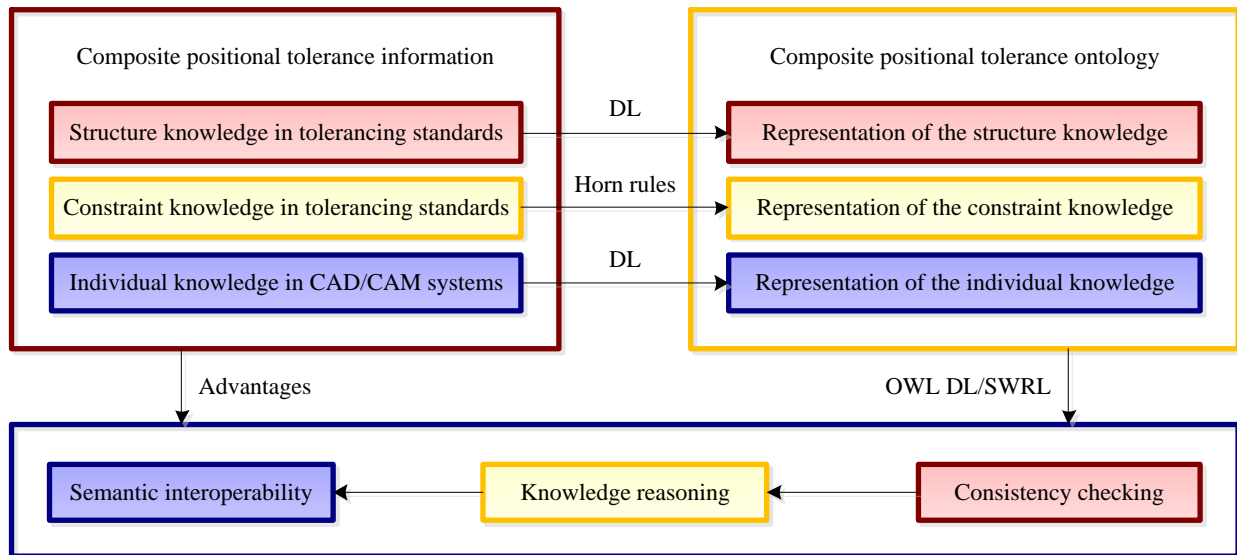 Composite positional tolerance information
Composite positional tolerance ontology
Structure knowledge in tolerancing standards
DL
Representation of the structure knowledge
Constraint knowledge in tolerancing standards
Horn rules
Representation of the constraint knowledge
Individual knowledge in CAD/CAM systems
DL
Representation of the individual knowledge
Advantages
OWL DL/SWRL
Semantic interoperability
Knowledge reasoning
Consistency checking